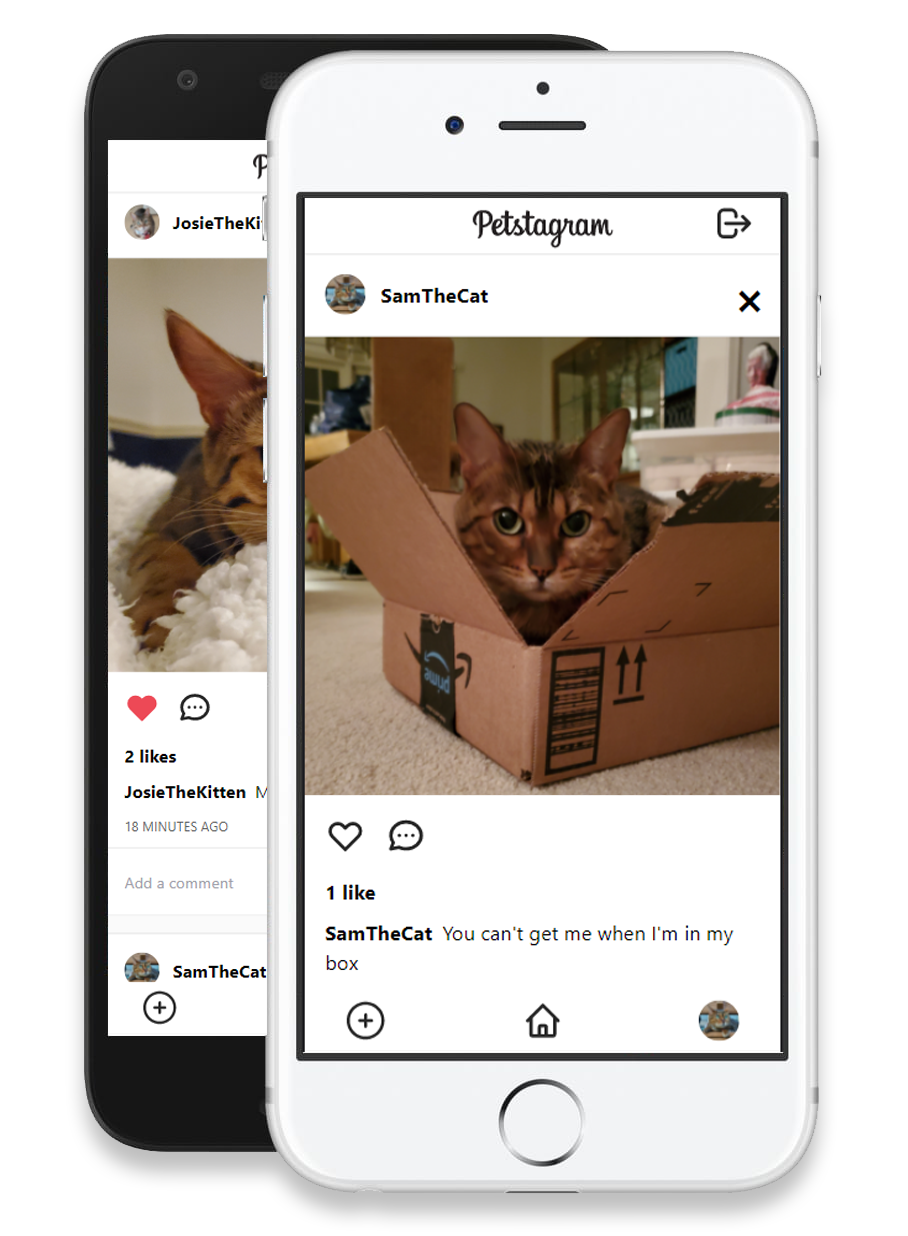 P
JosieTheKi
2 likes
JosieTheKitten M
18 MINUTES AGO
Add a comment
SamTheCat
Petstagram
SamTheCat
prime
1 like
SamTheCat You can't get me when I'm in my
box